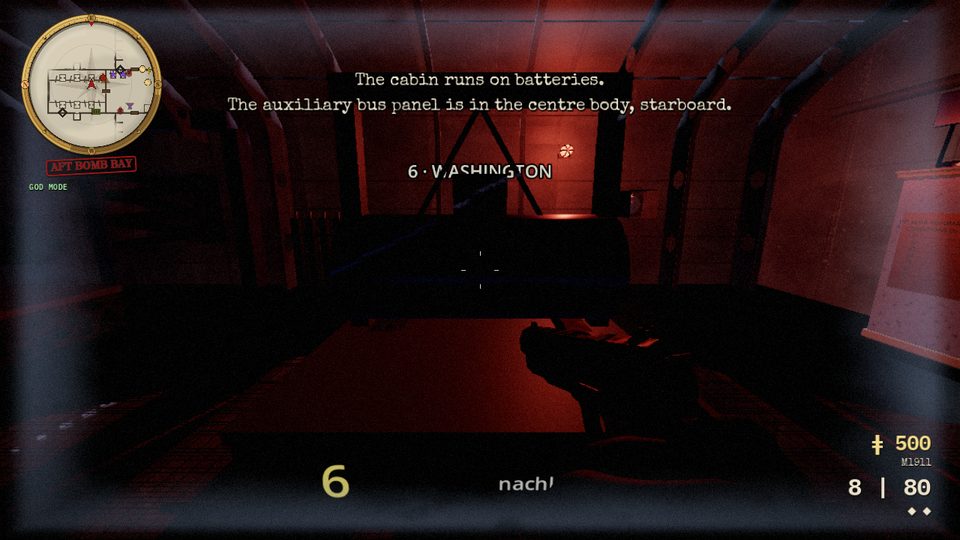 The cabin runs on batteries.
The auxiliary bus panel is in the centre body, starboard.
6 · WASHINGTON
AFT BOMB BAY
GOD MODE
500
M1911
8 | 80
6
nach